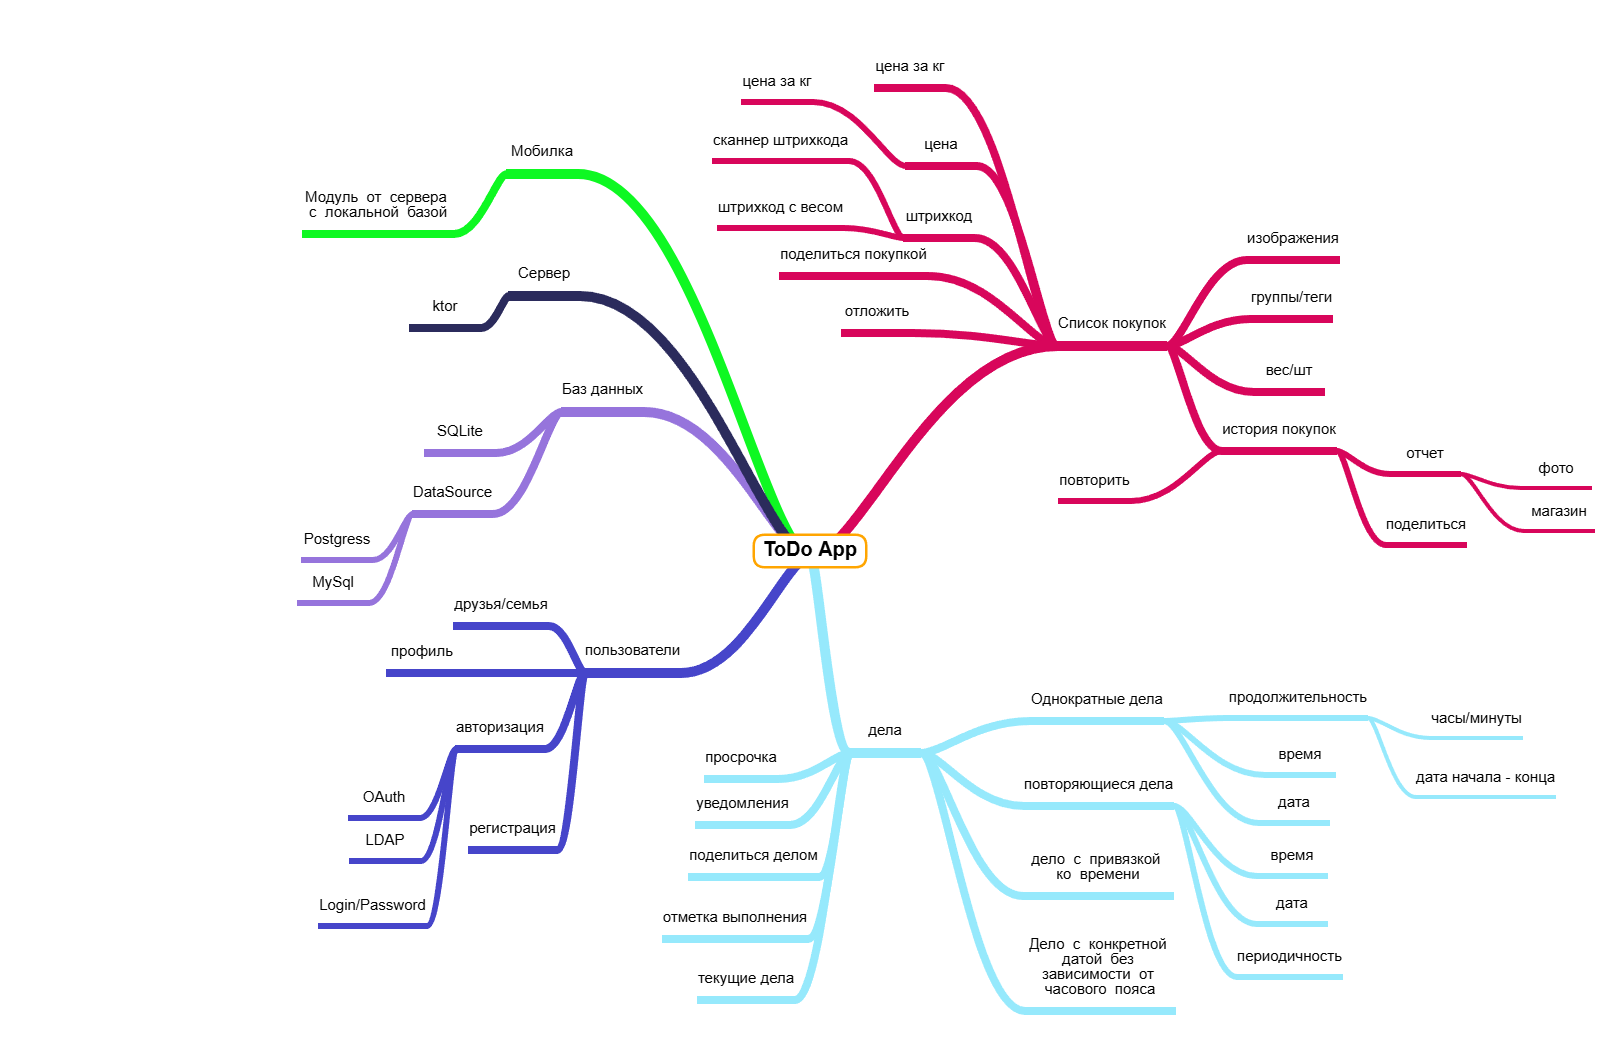 ToDo App
Мобилка
Модуль от сервера
с локальной базой
Сервер
ktor
Баз данных
SQLite
DataSource
Postgress
MySql
пользователи
друзья/семья
профиль
авторизация
OAuth
LDAP
Login/Password
регистрация
Список покупок
цена за кг
цена
цена за кг
штрихкод
сканнер штрихкода
штрихкод с весом
поделиться покупкой
отложить
изображения
группы/теги
вес/шт
история покупок
повторить
отчет
фото
магазин
поделиться
дела
просрочка
уведомления
поделиться делом
отметка выполнения
текущие дела
Однократные дела
продолжительность
часы/минуты
дата начала - конца
время
дата
повторяющиеся дела
время
дата
периодичность
дело с привязкой
ко времени
Дело с конкретной
датой без
зависимости от
часового пояса